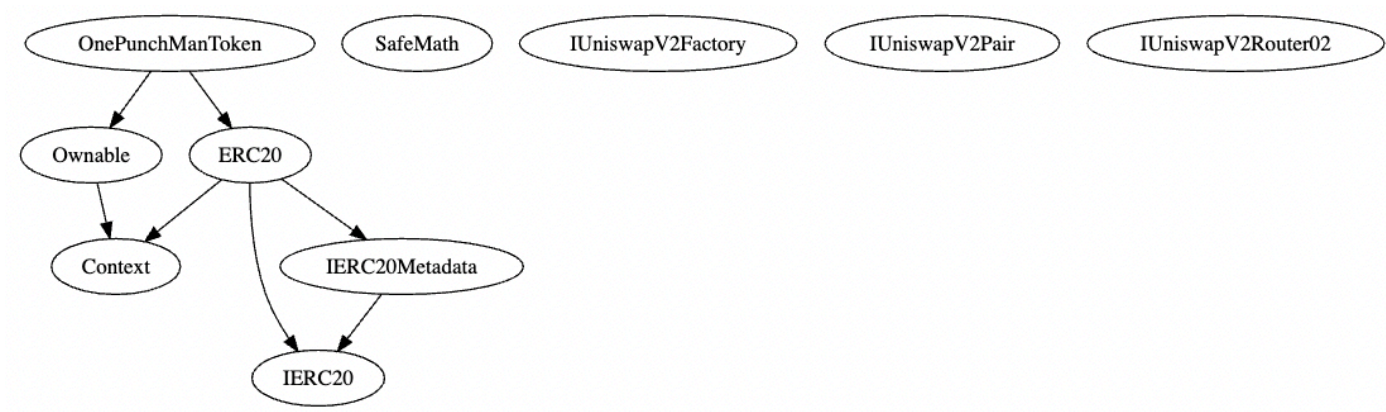 OnePunchManToken
SafeMath
IUniswapV2Factory
IUniswapV2Pair
IUniswapV2Router02
Ownable
ERC20
Context
IERC20Metadata
IERC20